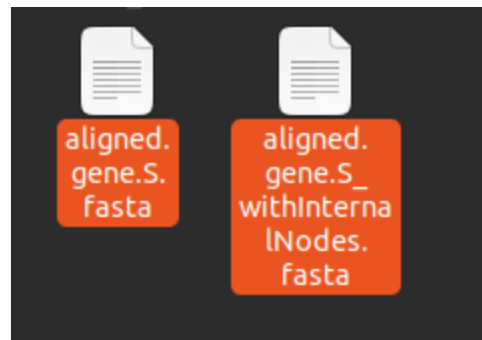 aligned.
gene.S.
fasta
aligned.
gene.S_
withInterna
lNodes.
fasta